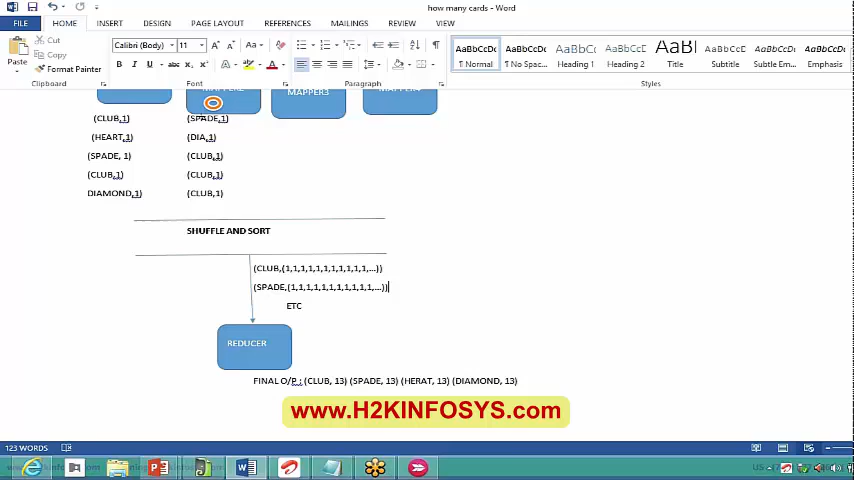 how many cards - Word
FILE HOME INSERT DESIGN PAGE LAYOUT REFERENCES MAILINGS REVIEW VIEW
Cut
Copy
Paste Format Painter
Calibri (Body) 11
Clipboard Font Paragraph Styles
AaBbCcDc AaBbCcDc AaBbCc AaBbCcC AaBl AaBbCcC AaBbCcDc AaBbCcDc
¶ Normal ¶ No Spac... Heading 1 Heading 2 Title Subtitle Subtle Em... Emphasis
MAPPER2 MAPPER3
(CLUB,1) (SPADE,1)
(HEART,1) (DIA,1)
(SPADE, 1) (CLUB,1)
(CLUB,1) (CLUB,1)
DIAMOND,1) (CLUB,1)
SHUFFLE AND SORT
(CLUB,(1,1,1,1,1,1,1,1,1,1,1,...))
(SPADE,(1,1,1,1,1,1,1,1,1,1,1,...))
ETC
REDUCER
FINAL O/P ; (CLUB, 13) (SPADE, 13) (HERAT, 13) (DIAMOND, 13)
www.H2KINFOSYS.com
123 WORDS